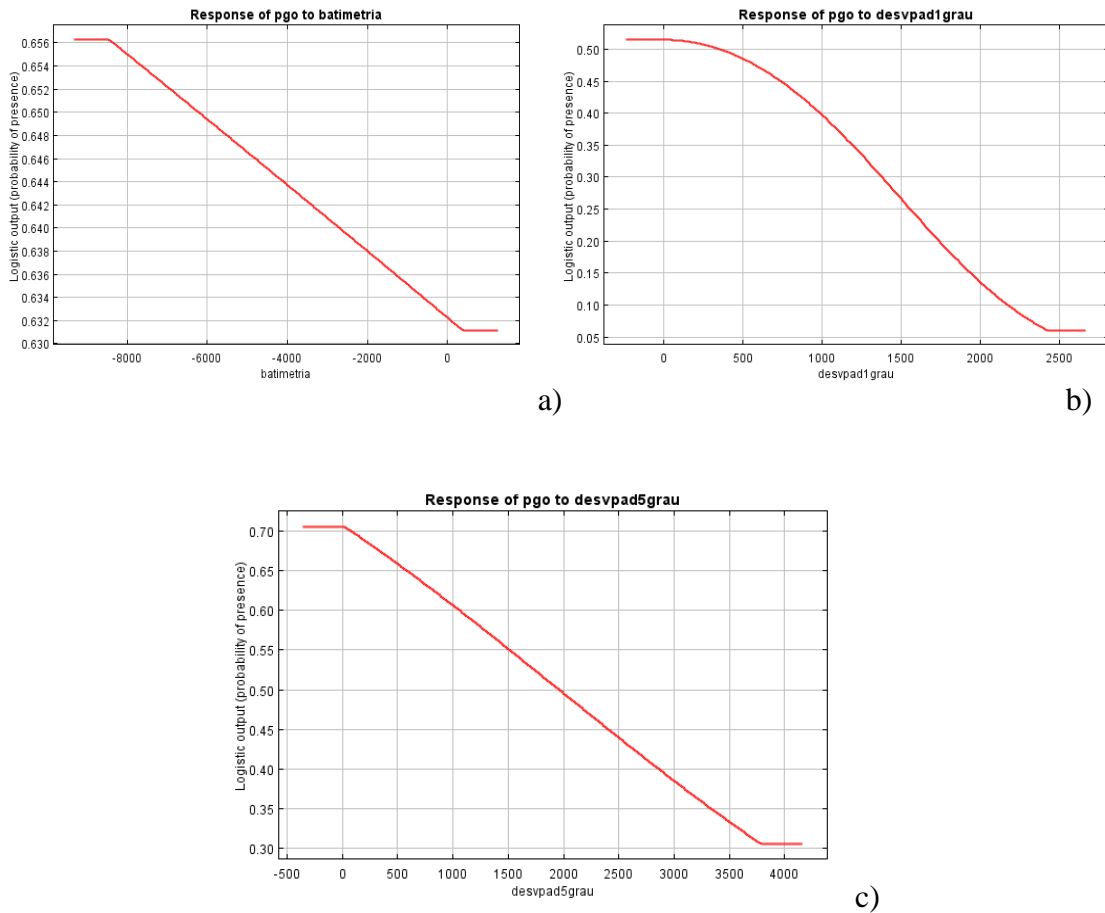 Response of pgo to batimetria
Logistic output (probability of presence)
0.656
0.654
0.652
0.650
0.648
0.646
0.644
0.642
0.640
0.638
0.636
0.634
0.632
0.630
-8000 -6000 -4000 -2000 0
batimetria
a)
Response of pgo to desvpad1grau
Logistic output (probability of presence)
0.50
0.45
0.40
0.35
0.30
0.25
0.20
0.15
0.10
0.05
0 500 1000 1500 2000 2500
desvpad1grau
b)
Response of pgo to desvpad5grau
Logistic output (probability of presence)
0.70
0.65
0.60
0.55
0.50
0.45
0.40
0.35
0.30
-500 0 500 1000 1500 2000 2500 3000 3500 4000
desvpad5grau
c)